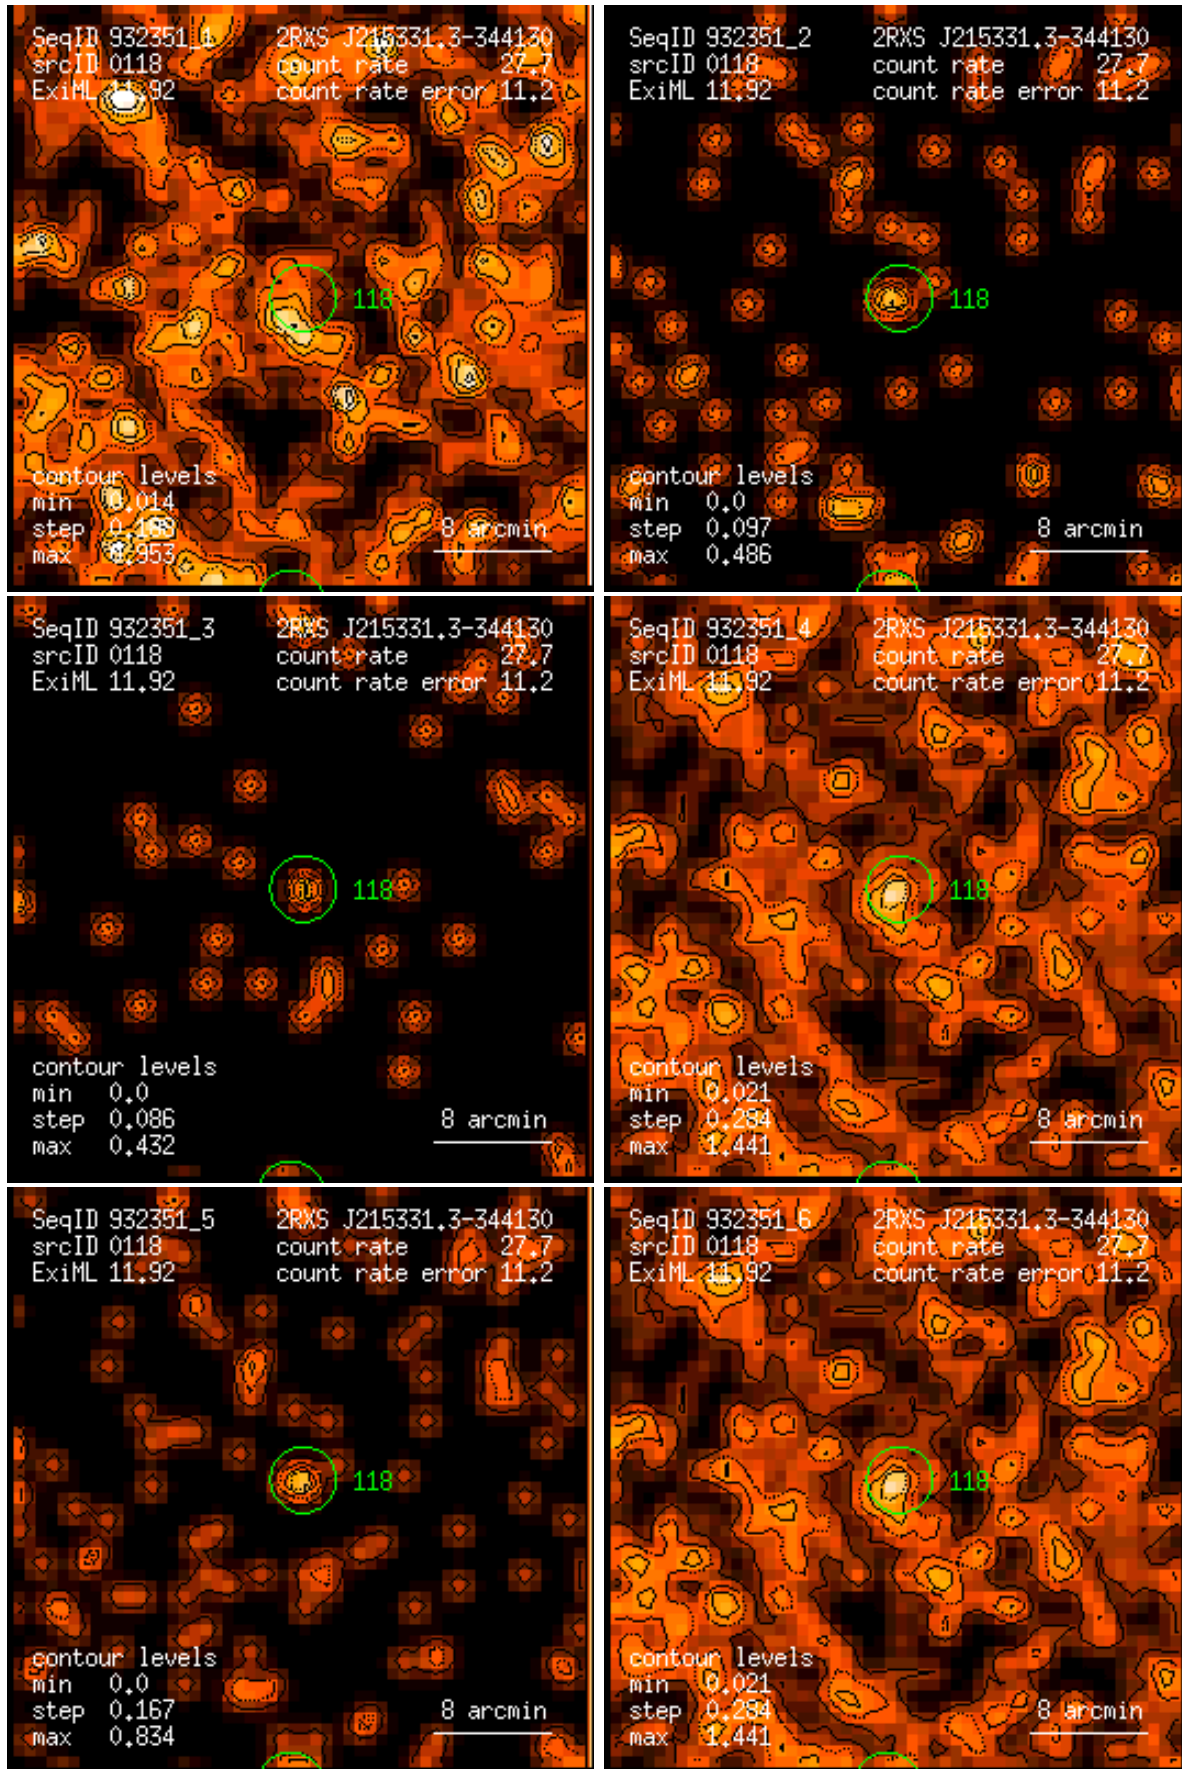 SeqID 932351_1 2RXS J215331.3-344130
srcID 0118 count rate 27.7
ExiML 11.92 count rate error 11.2
118
contour levels
min 0.014
step 0.188
max 0.953
8 arcmin
SeqID 932351_2 2RXS J215331.3-344130
srcID 0118 count rate 27.7
ExiML 11.92 count rate error 11.2
118
contour levels
min 0.0
step 0.097
max 0.486
8 arcmin
SeqID 932351_3 2RXS J215331.3-344130
srcID 0118 count rate 27.7
ExiML 11.92 count rate error 11.2
118
contour levels
min 0.0
step 0.086
max 0.432
8 arcmin
SeqID 932351_4 2RXS J215331.3-344130
srcID 0118 count rate 27.7
ExiML 11.92 count rate error 11.2
118
contour levels
min 0.021
step 0.284
max 1.441
8 arcmin
SeqID 932351_5 2RXS J215331.3-344130
srcID 0118 count rate 27.7
ExiML 11.92 count rate error 11.2
118
contour levels
min 0.0
step 0.167
max 0.834
8 arcmin
SeqID 932351_6 2RXS J215331.3-344130
srcID 0118 count rate 27.7
ExiML 11.92 count rate error 11.2
118
contour levels
min 0.021
step 0.284
max 1.441
8 arcmin